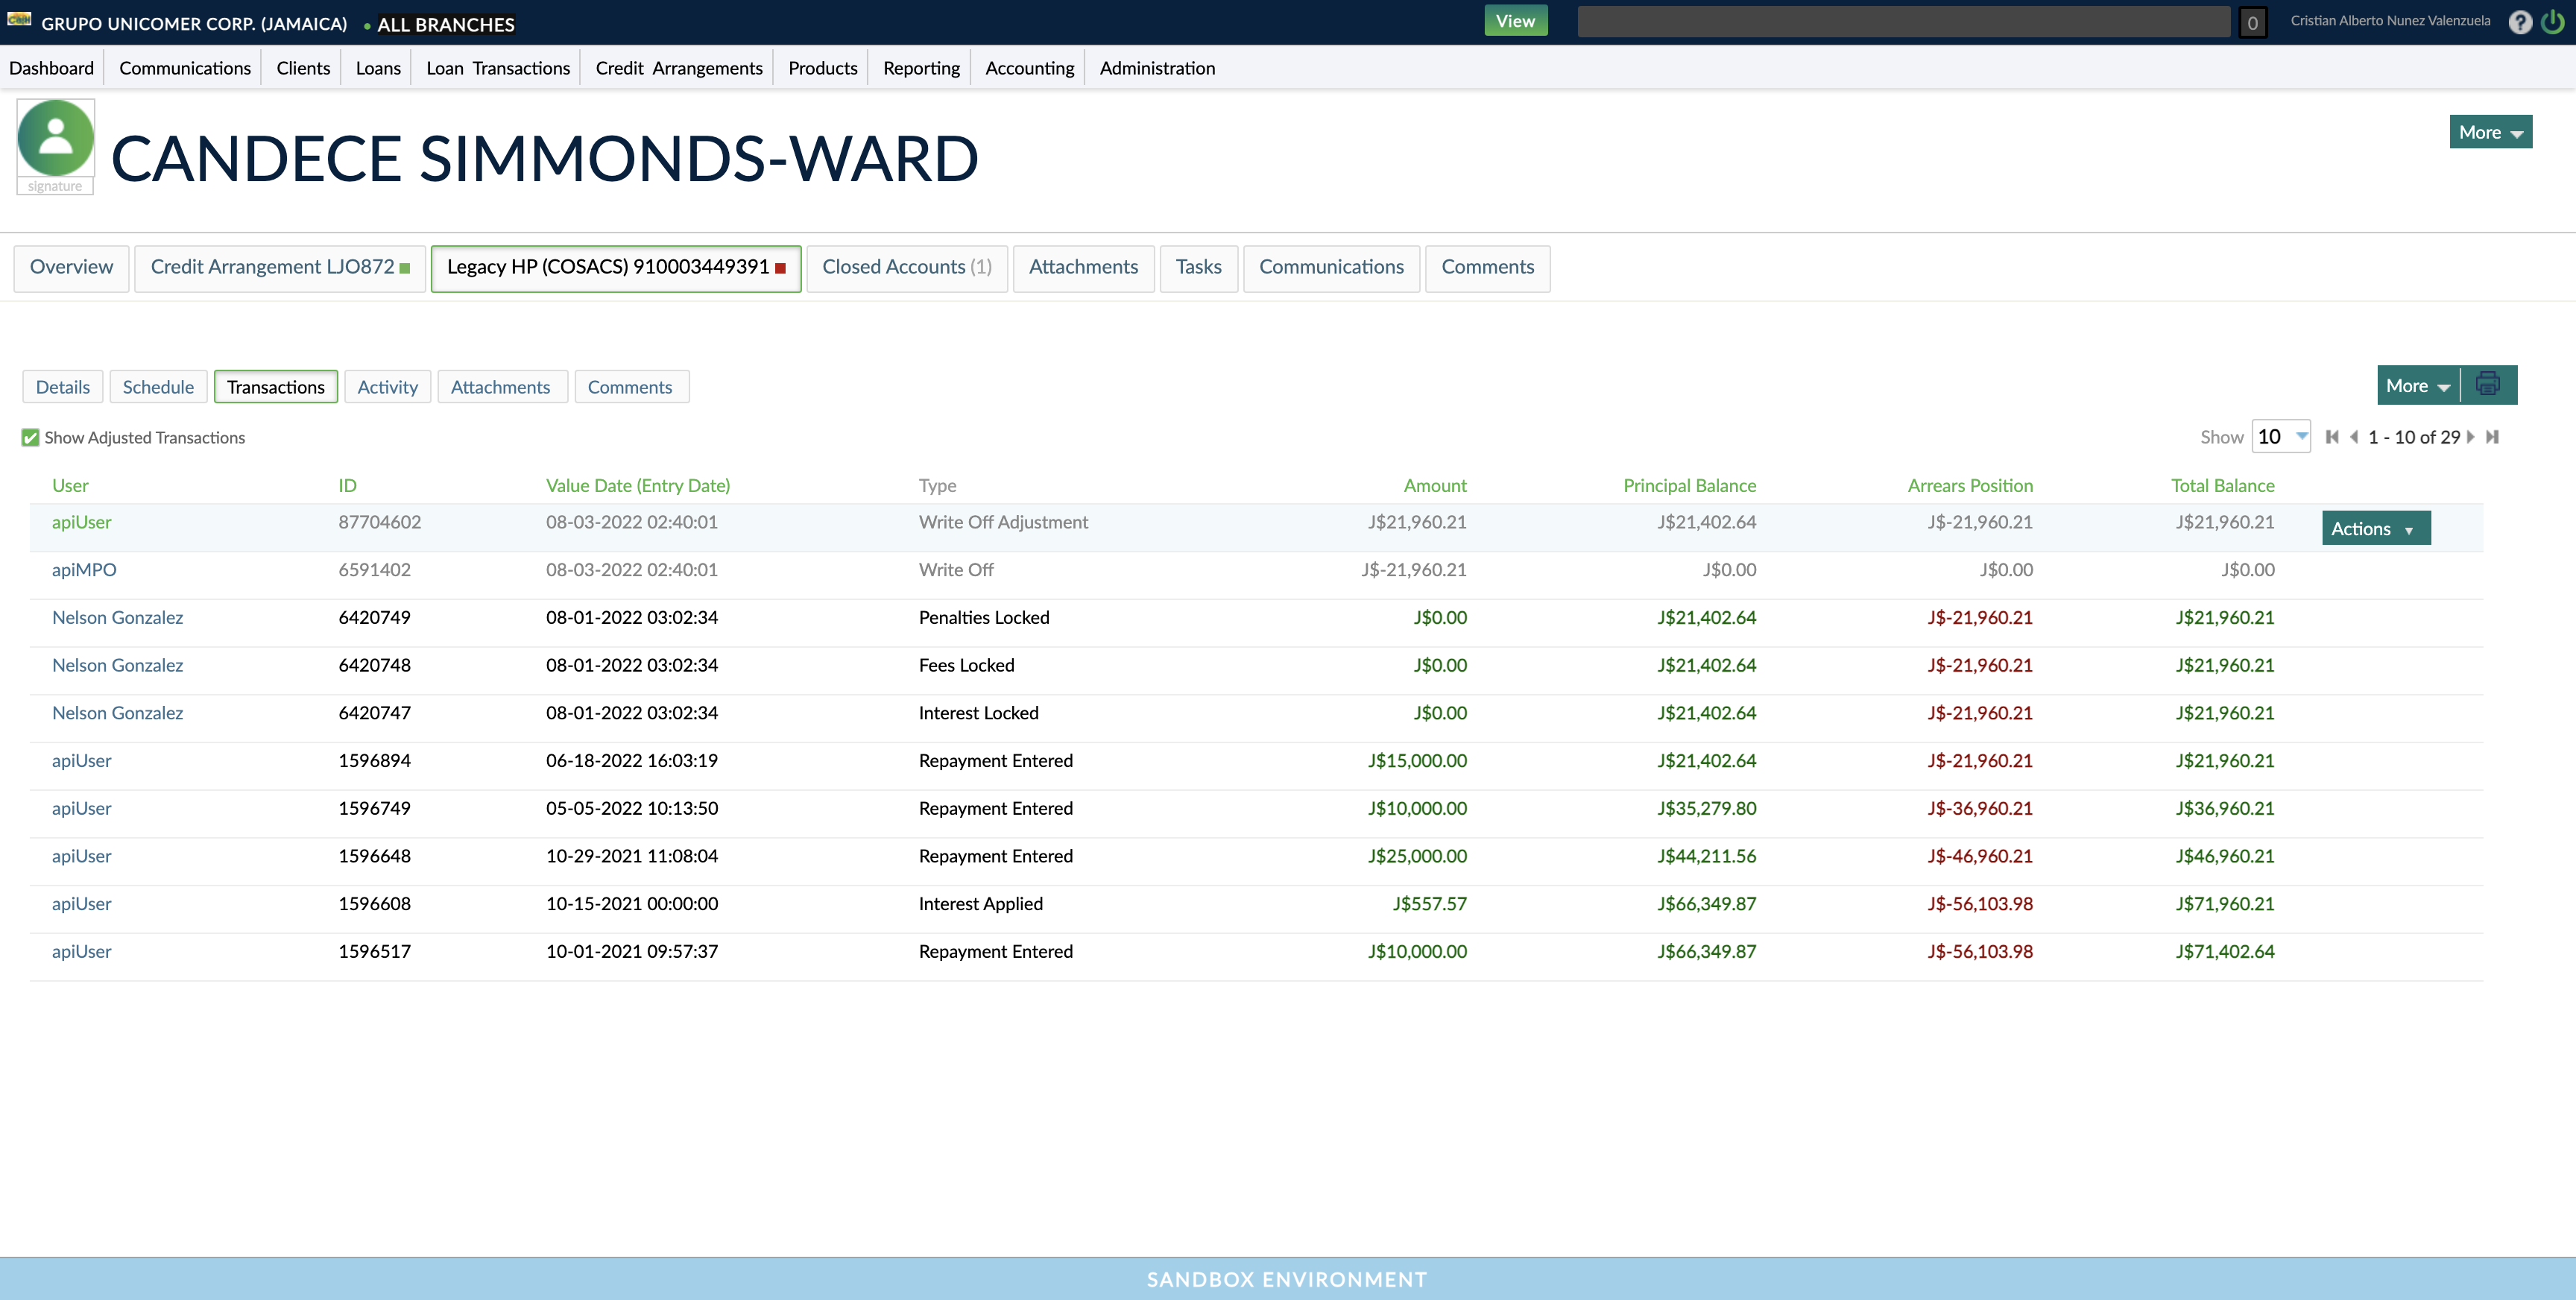 GRUPO UNICOMER CORP. (JAMAICA) • ALL BRANCHES View 0 Cristian Alberto Nunez Valenzuela ?
Dashboard Communications Clients Loans Loan Transactions Credit Arrangements Products Reporting Accounting Administration
signature
CANDECE SIMMONDS-WARD
More
Overview Credit Arrangement LJO872 Legacy HP (COSACS) 910003449391 Closed Accounts (1) Attachments Tasks Communications Comments
Details Schedule Transactions Activity Attachments Comments More
Show Adjusted Transactions Show 10 1 - 10 of 29
User ID Value Date (Entry Date) Type Amount Principal Balance Arrears Position Total Balance
apiUser 87704602 08-03-2022 02:40:01 Write Off Adjustment J$21,960.21 J$21,402.64 J$-21,960.21 J$21,960.21 Actions
apiMPO 6591402 08-03-2022 02:40:01 Write Off J$-21,960.21 J$0.00 J$0.00 J$0.00
Nelson Gonzalez 6420749 08-01-2022 03:02:34 Penalties Locked J$0.00 J$21,402.64 J$-21,960.21 J$21,960.21
Nelson Gonzalez 6420748 08-01-2022 03:02:34 Fees Locked J$0.00 J$21,402.64 J$-21,960.21 J$21,960.21
Nelson Gonzalez 6420747 08-01-2022 03:02:34 Interest Locked J$0.00 J$21,402.64 J$-21,960.21 J$21,960.21
apiUser 1596894 06-18-2022 16:03:19 Repayment Entered J$15,000.00 J$21,402.64 J$-21,960.21 J$21,960.21
apiUser 1596749 05-05-2022 10:13:50 Repayment Entered J$10,000.00 J$35,279.80 J$-36,960.21 J$36,960.21
apiUser 1596648 10-29-2021 11:08:04 Repayment Entered J$25,000.00 J$44,211.56 J$-46,960.21 J$46,960.21
apiUser 1596608 10-15-2021 00:00:00 Interest Applied J$557.57 J$66,349.87 J$-56,103.98 J$71,960.21
apiUser 1596517 10-01-2021 09:57:37 Repayment Entered J$10,000.00 J$66,349.87 J$-56,103.98 J$71,402.64
SANDBOX ENVIRONMENT